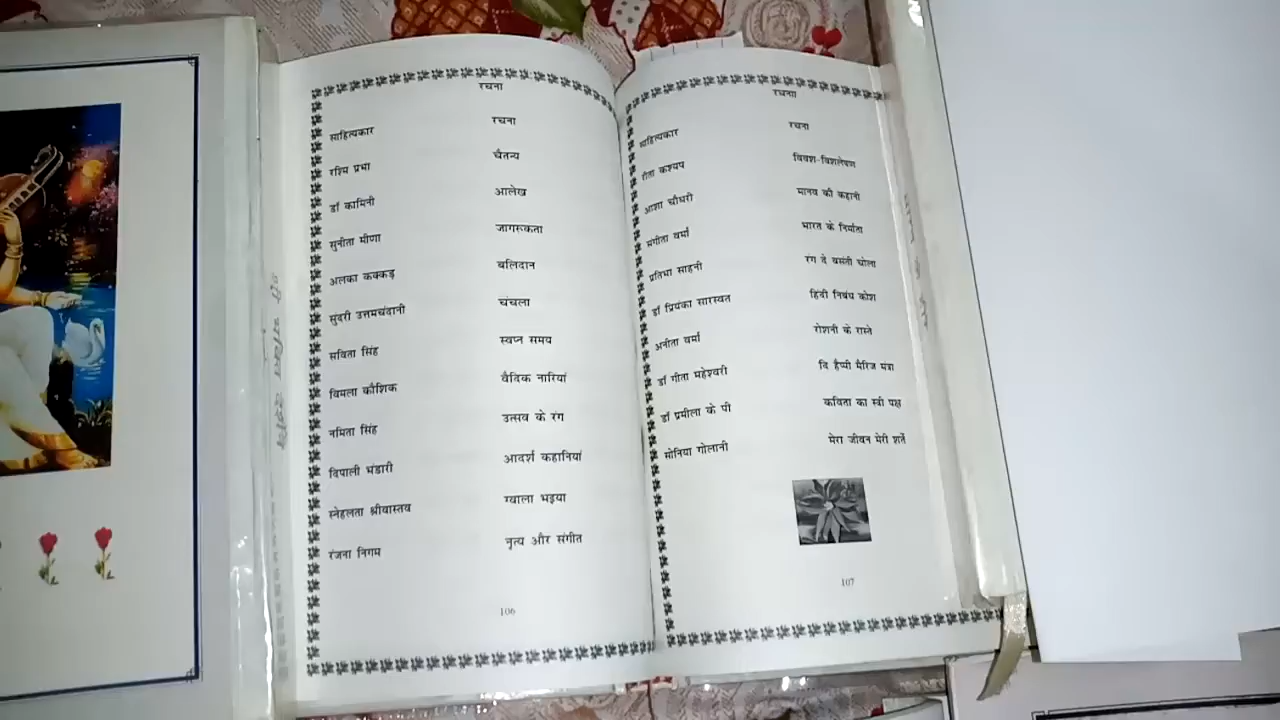 रचना
साहित्यकार रचना
रश्मि प्रभा चैतन्य
डॉ कामिनी आलेख
सुनीता मीणा जागरूकता
अलका कक्कड़ बलिदान
सुंदरी उत्तमचंदानी चंचला
सविता सिंह स्वप्न समय
विमला कौशिक वैदिक नारियां
नमिता सिंह उत्सव के रंग
दिपाली भंडारी आदर्श कहानियां
स्नेहलता श्रीवास्तव ग्वाला भइया
रंजना निगम नृत्य और संगीत
106
रचना
साहित्यकार रचना
रीता कश्यप विवश-विशलेषण
आशा चौधरी मानव की कहानी
संगीता वर्मा भारत के निर्माता
प्रतिभा साहनी रंग दे बसंती चोला
डॉ प्रियंका सारस्वत हिंदी निबंध कोश
अनीता वर्मा रोशनी के रास्ते
डॉ गीता महेश्वरी दि हैप्पी मैरिज मंत्रा
डॉ प्रमीला के पी कविता का स्त्री पक्ष
सोनिया गोलानी मेरा जीवन मेरी शर्ते
107